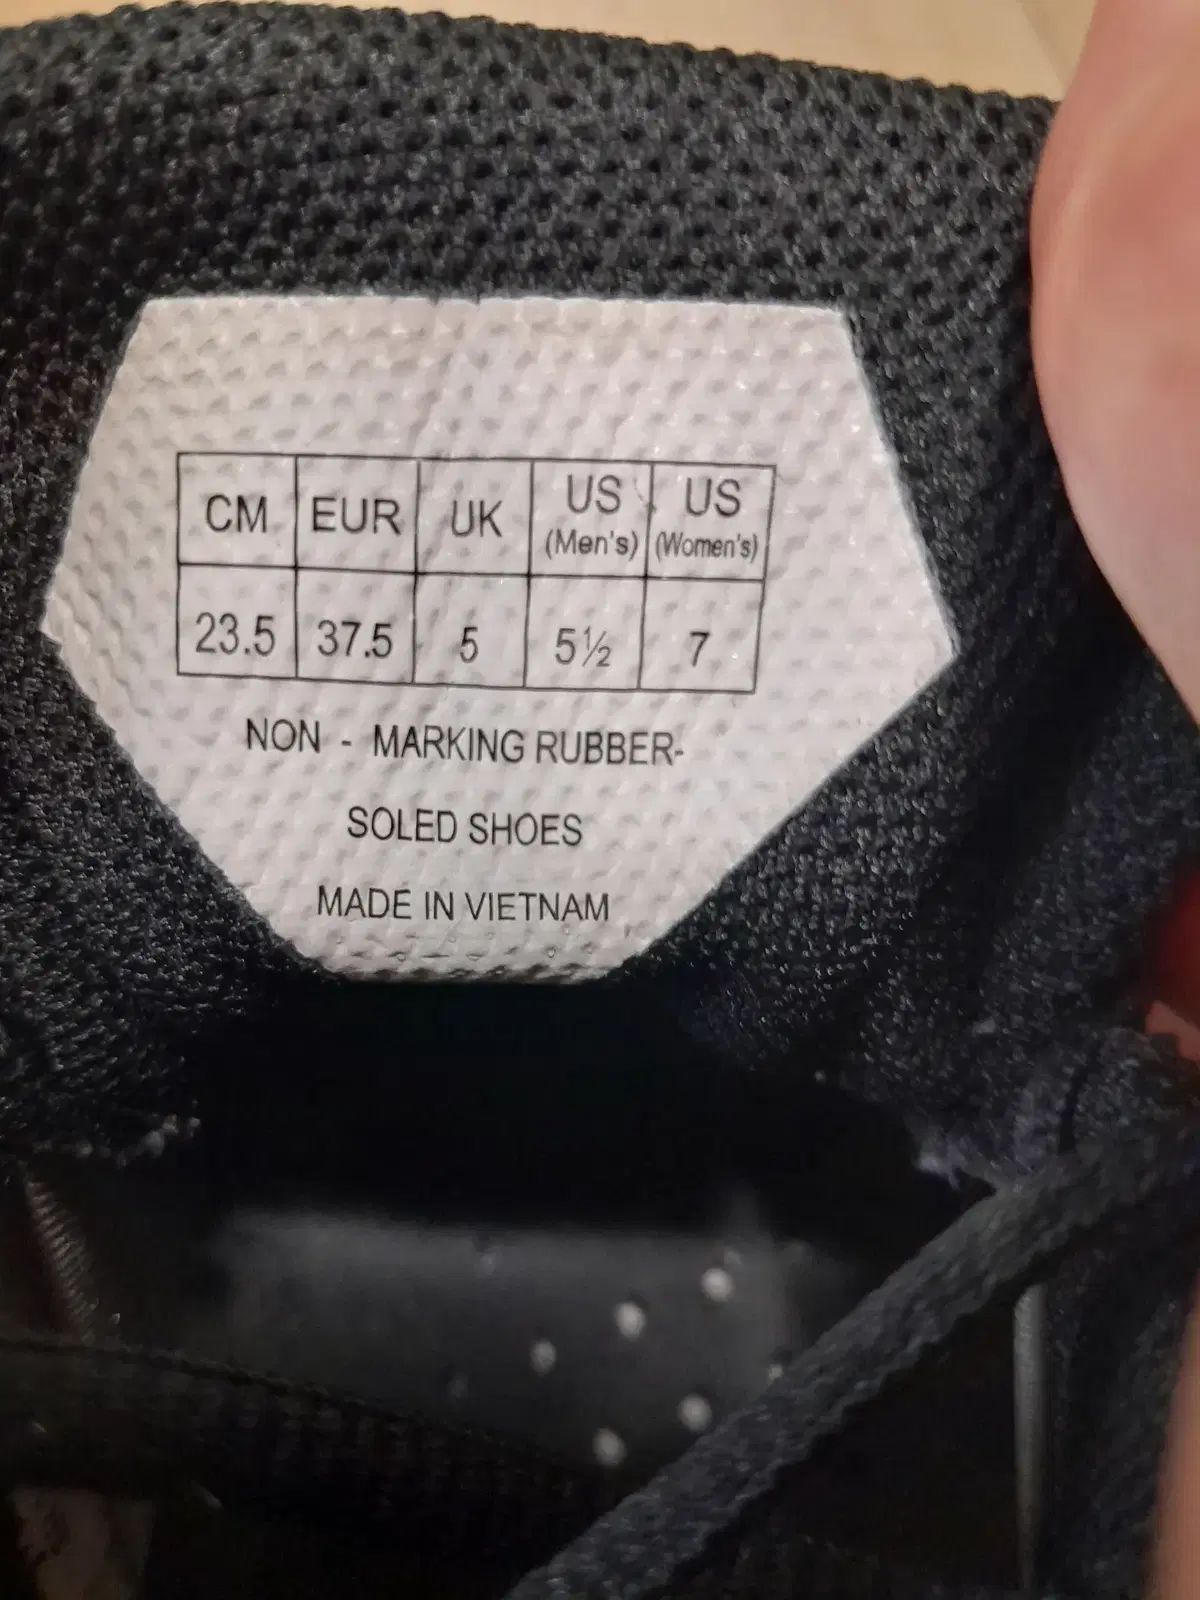 CM EUR UK US (Men's) US (Women's)
23.5 37.5 5 5½ 7
NON - MARKING RUBBER-
SOLED SHOES
MADE IN VIETNAM